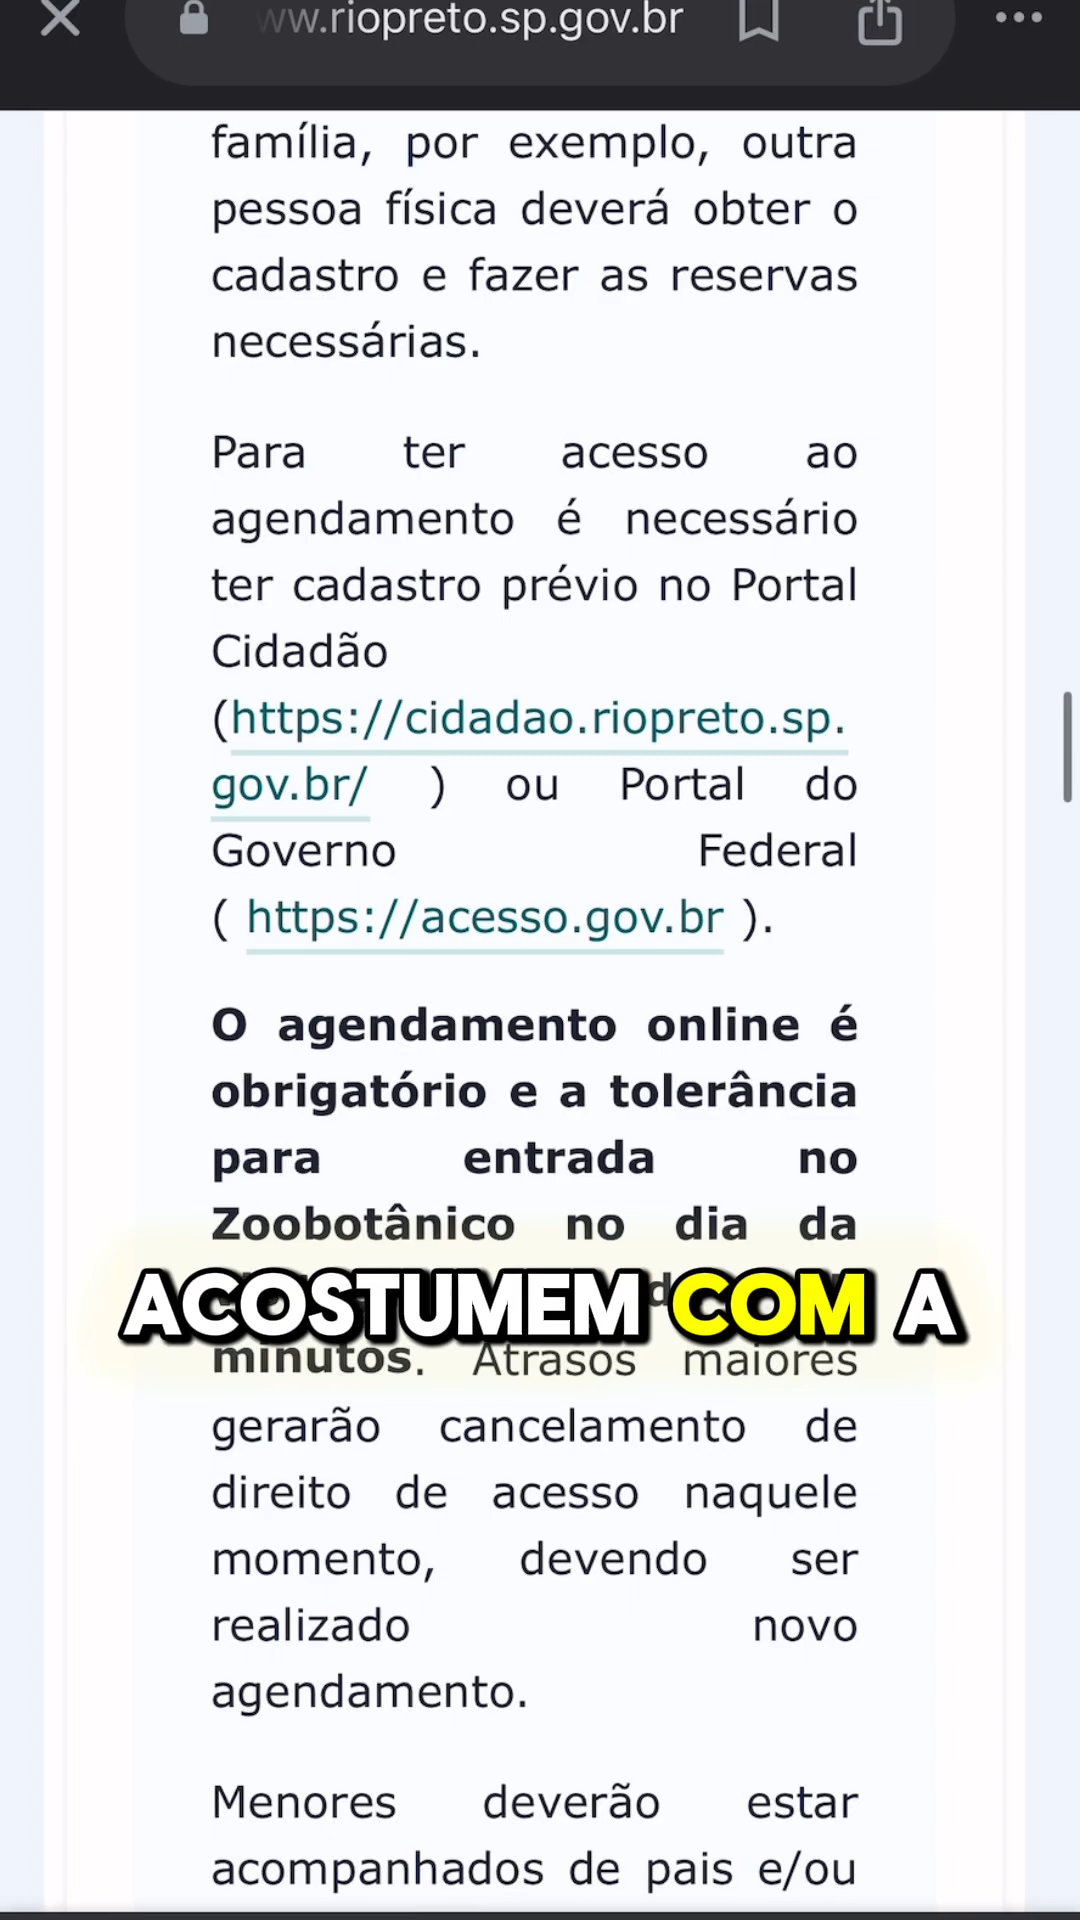 ww.riopreto.sp.gov.br
família, por exemplo, outra
pessoa física deverá obter o
cadastro e fazer as reservas
necessárias.
Para ter acesso ao
agendamento é necessário
ter cadastro prévio no Portal
Cidadão
(https://cidadao.riopreto.sp.
gov.br/ ) ou Portal do
Governo Federal
( https://acesso.gov.br ).
O agendamento online é
obrigatório e a tolerância
para entrada no
Zoobotânico no dia da
ACOSTUMEM COM A
minutos. Atrasos maiores
gerarão cancelamento de
direito de acesso naquele
momento, devendo ser
realizado novo
agendamento.
Menores deverão estar
acompanhados de pais e/ou